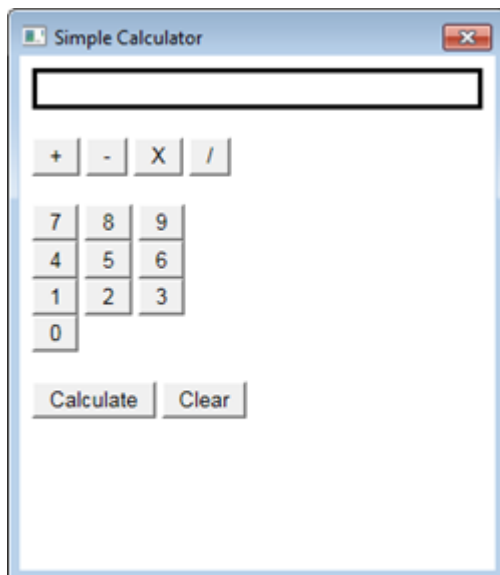 Simple Calculator
+ - X /
7 8 9
4 5 6
1 2 3
0
Calculate Clear